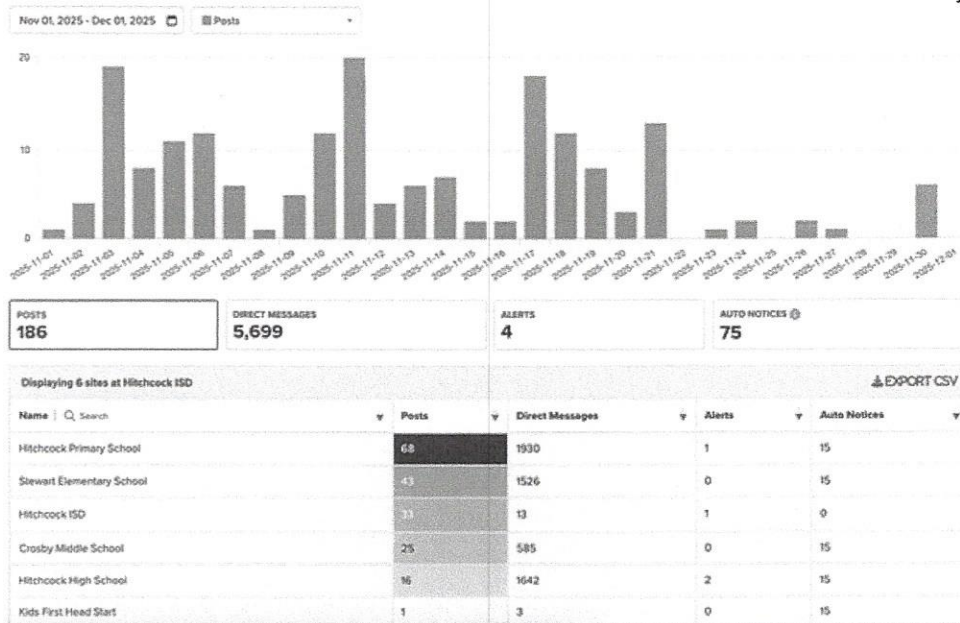 Nov 01, 2025 - Dec 01, 2025 Posts
20
10
0
2025-11-01 2025-11-02 2025-11-03 2025-11-04 2025-11-05 2025-11-06 2025-11-07 2025-11-08 2025-11-09 2025-11-10 2025-11-11 2025-11-12 2025-11-13 2025-11-14 2025-11-15 2025-11-16 2025-11-17 2025-11-18 2025-11-19 2025-11-20 2025-11-21 2025-11-22 2025-11-23 2025-11-24 2025-11-25 2025-11-26 2025-11-27 2025-11-28 2025-11-29 2025-11-30 2025-12-01
POSTS DIRECT MESSAGES ALERTS AUTO NOTICES
186 5,699 4 75
Displaying 6 sites at Hitchcock ISD EXPORT CSV
Name Search Posts Direct Messages Alerts Auto Notices
Hitchcock Primary School 68 1930 1 15
Stewart Elementary School 43 1526 0 15
Hitchcock ISD 33 13 1 0
Crosby Middle School 25 585 0 15
Hitchcock High School 16 1642 2 15
Kids First Head Start 1 3 0 15